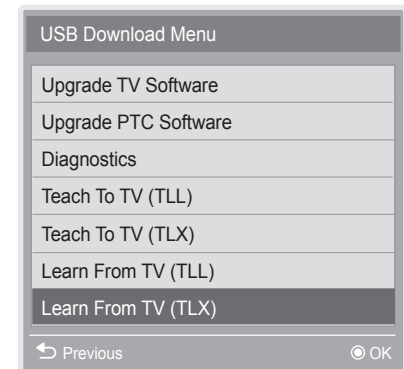 USB Download Menu
Upgrade TV Software
Upgrade PTC Software
Diagnostics
Teach To TV (TLL)
Teach To TV (TLX)
Learn From TV (TLL)
Learn From TV (TLX)
Previous OK